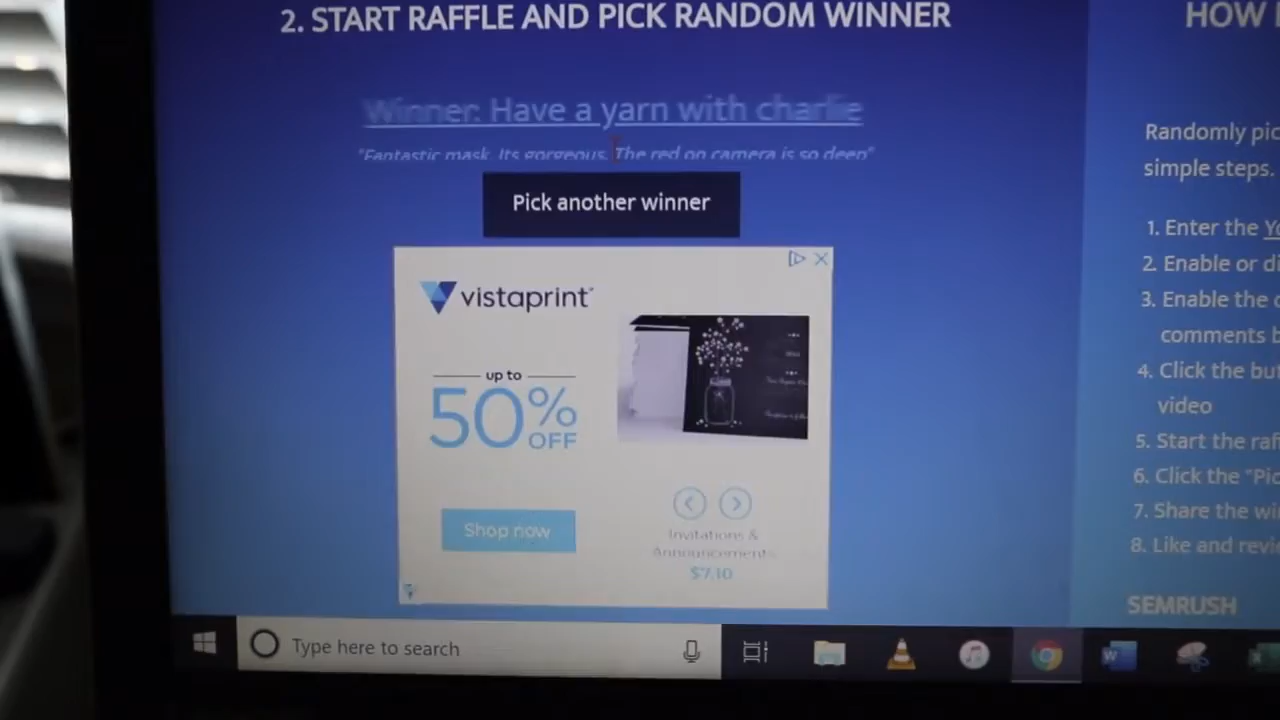 2. START RAFFLE AND PICK RANDOM WINNER
HOW
Winner: Have a yarn with charlie
"Fantastic mask. Its gorgeous. The red on camera is so deep"
Pick another winner
vistaprint
up to
50%
OFF
Shop now
Invitations &
Announcements
$7.10
Randomly pic
simple steps.
1. Enter the Yo
2. Enable or di
3. Enable the
comments b
4. Click the but
video
5. Start the raf
6. Click the "Pic
7. Share the wi
8. Like and revi
SEMRUSH
Type here to search